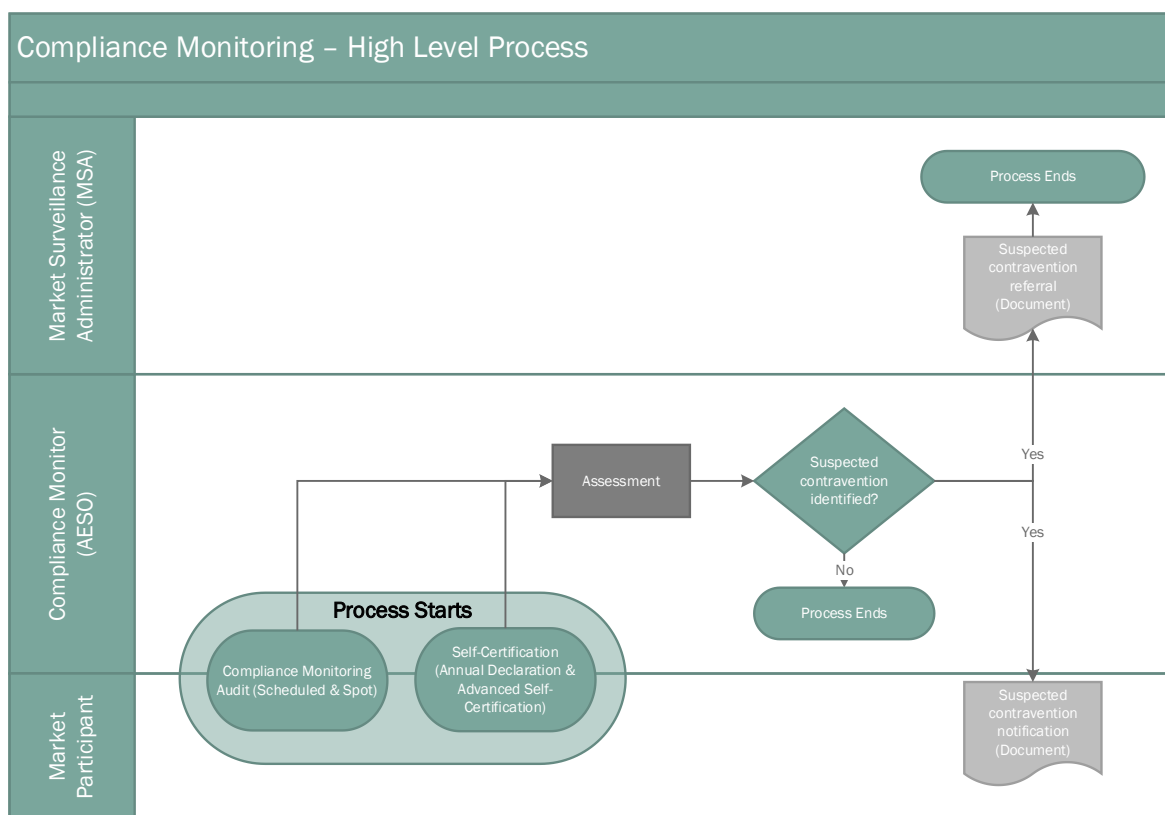 Compliance Monitoring – High Level Process
Market Surveillance
Administrator (MSA)
Process Ends
Suspected
contravention
referral
(Document)
Compliance Monitor
(AESO)
Assessment
Suspected
contravention
identified?
Yes
Yes
No
Process Ends
Process Starts
Compliance Monitoring
Audit (Scheduled & Spot)
Self-Certification
(Annual Declaration &
Advanced Self-
Certification)
Market
Participant
Suspected
contravention
notification
(Document)